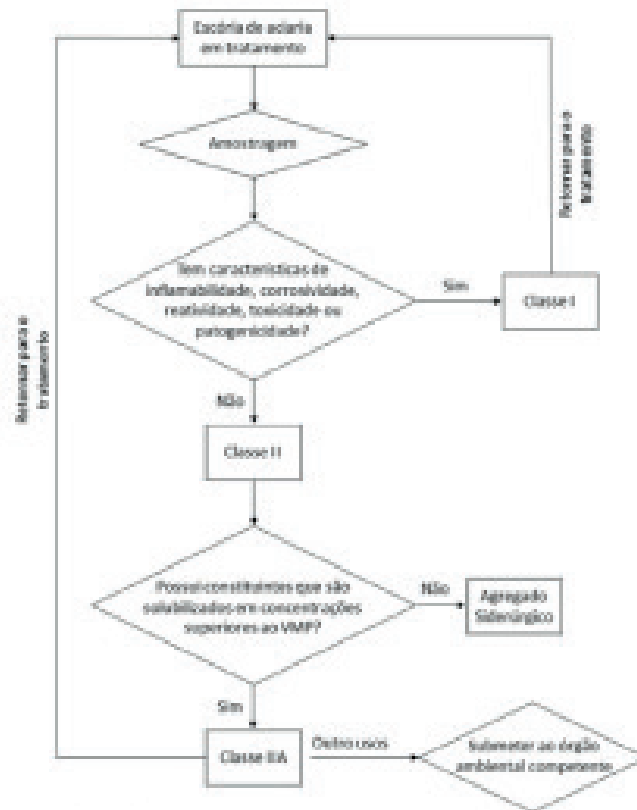 Escória de aciaria
em tratamento
Amostragem
Retornar para o
tratamento
Tem características de
inflamabilidade, corrosividade,
reatividade, toxicidade ou
patogenicidade?
Sim
Classe I
Retornar para o
tratamento
Não
Classe II
Possui constituintes que são
solubilizados em concentrações
superiores ao VMP?
Não
Agregado
Siderúrgico
Sim
Classe IIA
Outro usos
Submeter ao órgão
ambiental competente